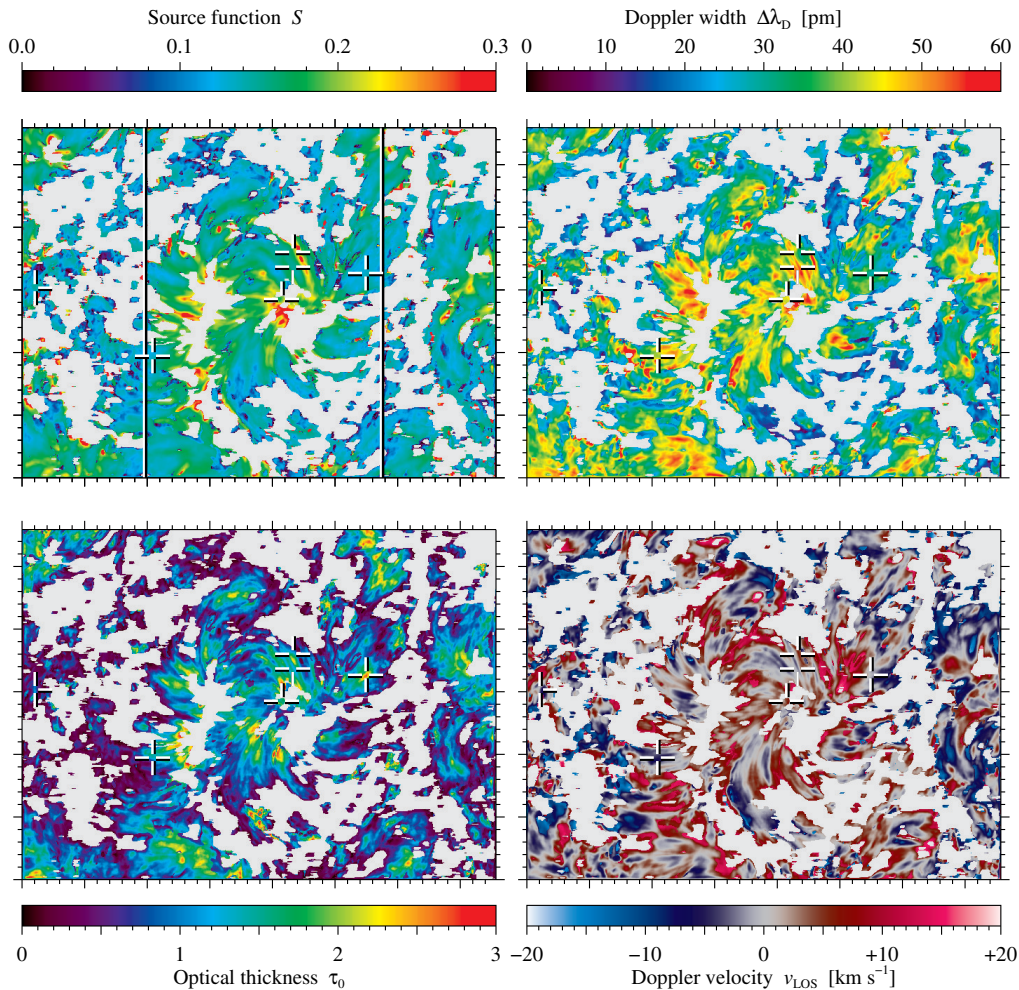 Source function S
0.0 0.1 0.2 0.3
Doppler width Δλ_D [pm]
0 10 20 30 40 50 60
0 1 2 3
Optical thickness τ₀
−20 −10 0 +10 +20
Doppler velocity v_LOS [km s⁻¹]